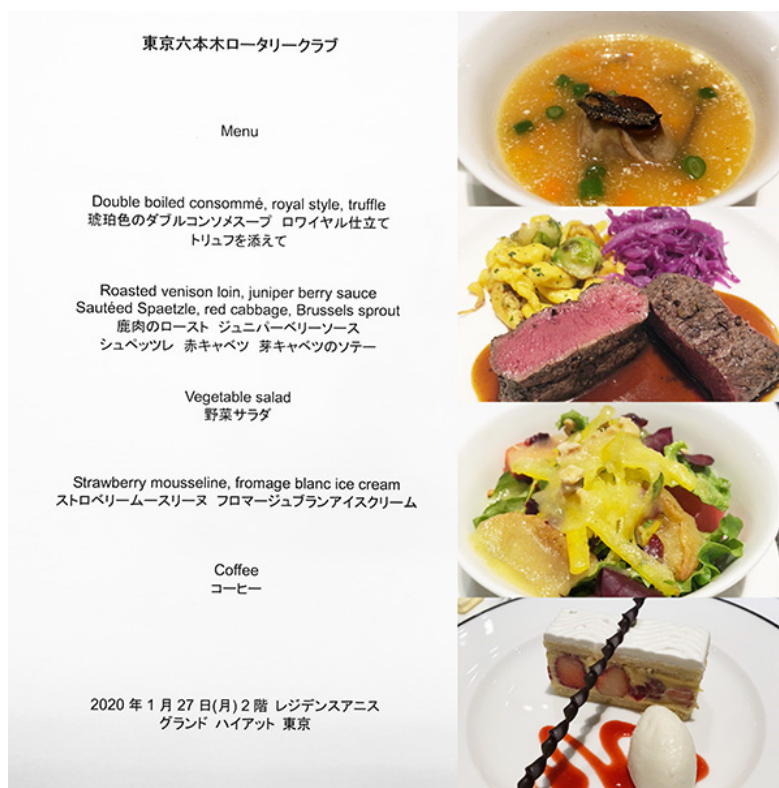 東京六本木ロータリークラブ
Menu
Double boiled consommé, royal style, truffle
琥珀色のダブルコンソメスープ ロワイヤル仕立て
トリュフを添えて
Roasted venison loin, juniper berry sauce
Sautéed Spaetzle, red cabbage, Brussels sprout
鹿肉のロースト ジュニパーベリーソース
シュペッツレ 赤キャベツ 芽キャベツのソテー
Vegetable salad
野菜サラダ
Strawberry mousseline, fromage blanc ice cream
ストロベリームースリーヌ フロマージュブランアイスクリーム
Coffee
コーヒー
2020 年 1 月 27 日(月) 2 階 レジデンスアニス
グランド ハイアット 東京